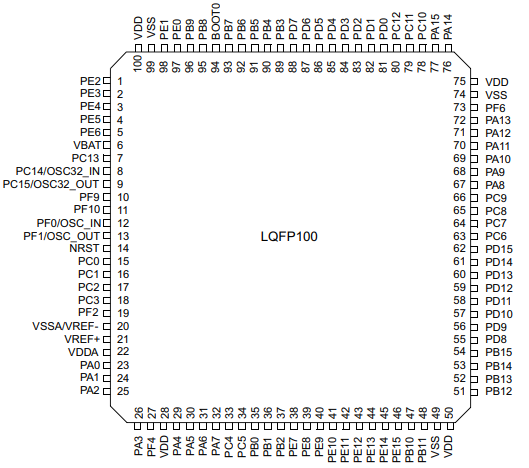 VDD VSS PE1 PE0 PB9 PB8 BOOT0 PB7 PB6 PB5 PB4 PB3 PD7 PD6 PD5 PD4 PD3 PD2 PD1 PD0 PC12 PC11 PC10 PA15 PA14
100 99 98 97 96 95 94 93 92 91 90 89 88 87 86 85 84 83 82 81 80 79 78 77 76
PE2 1 75 VDD
PE3 2 74 VSS
PE4 3 73 PF6
PE5 4 72 PA13
PE6 5 71 PA12
VBAT 6 70 PA11
PC13 7 69 PA10
PC14/OSC32_IN 8 68 PA9
PC15/OSC32_OUT 9 67 PA8
PF9 10 66 PC9
PF10 11 65 PC8
PF0/OSC_IN 12 64 PC7
PF1/OSC_OUT 13 63 PC6
LQFP100
NRST 14 62 PD15
PC0 15 61 PD14
PC1 16 60 PD13
PC2 17 59 PD12
PC3 18 58 PD11
PF2 19 57 PD10
VSSA/VREF- 20 56 PD9
VREF+ 21 55 PD8
VDDA 22 54 PB15
PA0 23 53 PB14
PA1 24 52 PB13
PA2 25 51 PB12
26 27 28 29 30 31 32 33 34 35 36 37 38 39 40 41 42 43 44 45 46 47 48 49 50
PA3 PF4 VDD PA4 PA5 PA6 PA7 PC4 PC5 PB0 PB1 PB2 PE7 PE8 PE9 PE10 PE11 PE12 PE13 PE14 PE15 PB10 PB11 VSS VDD